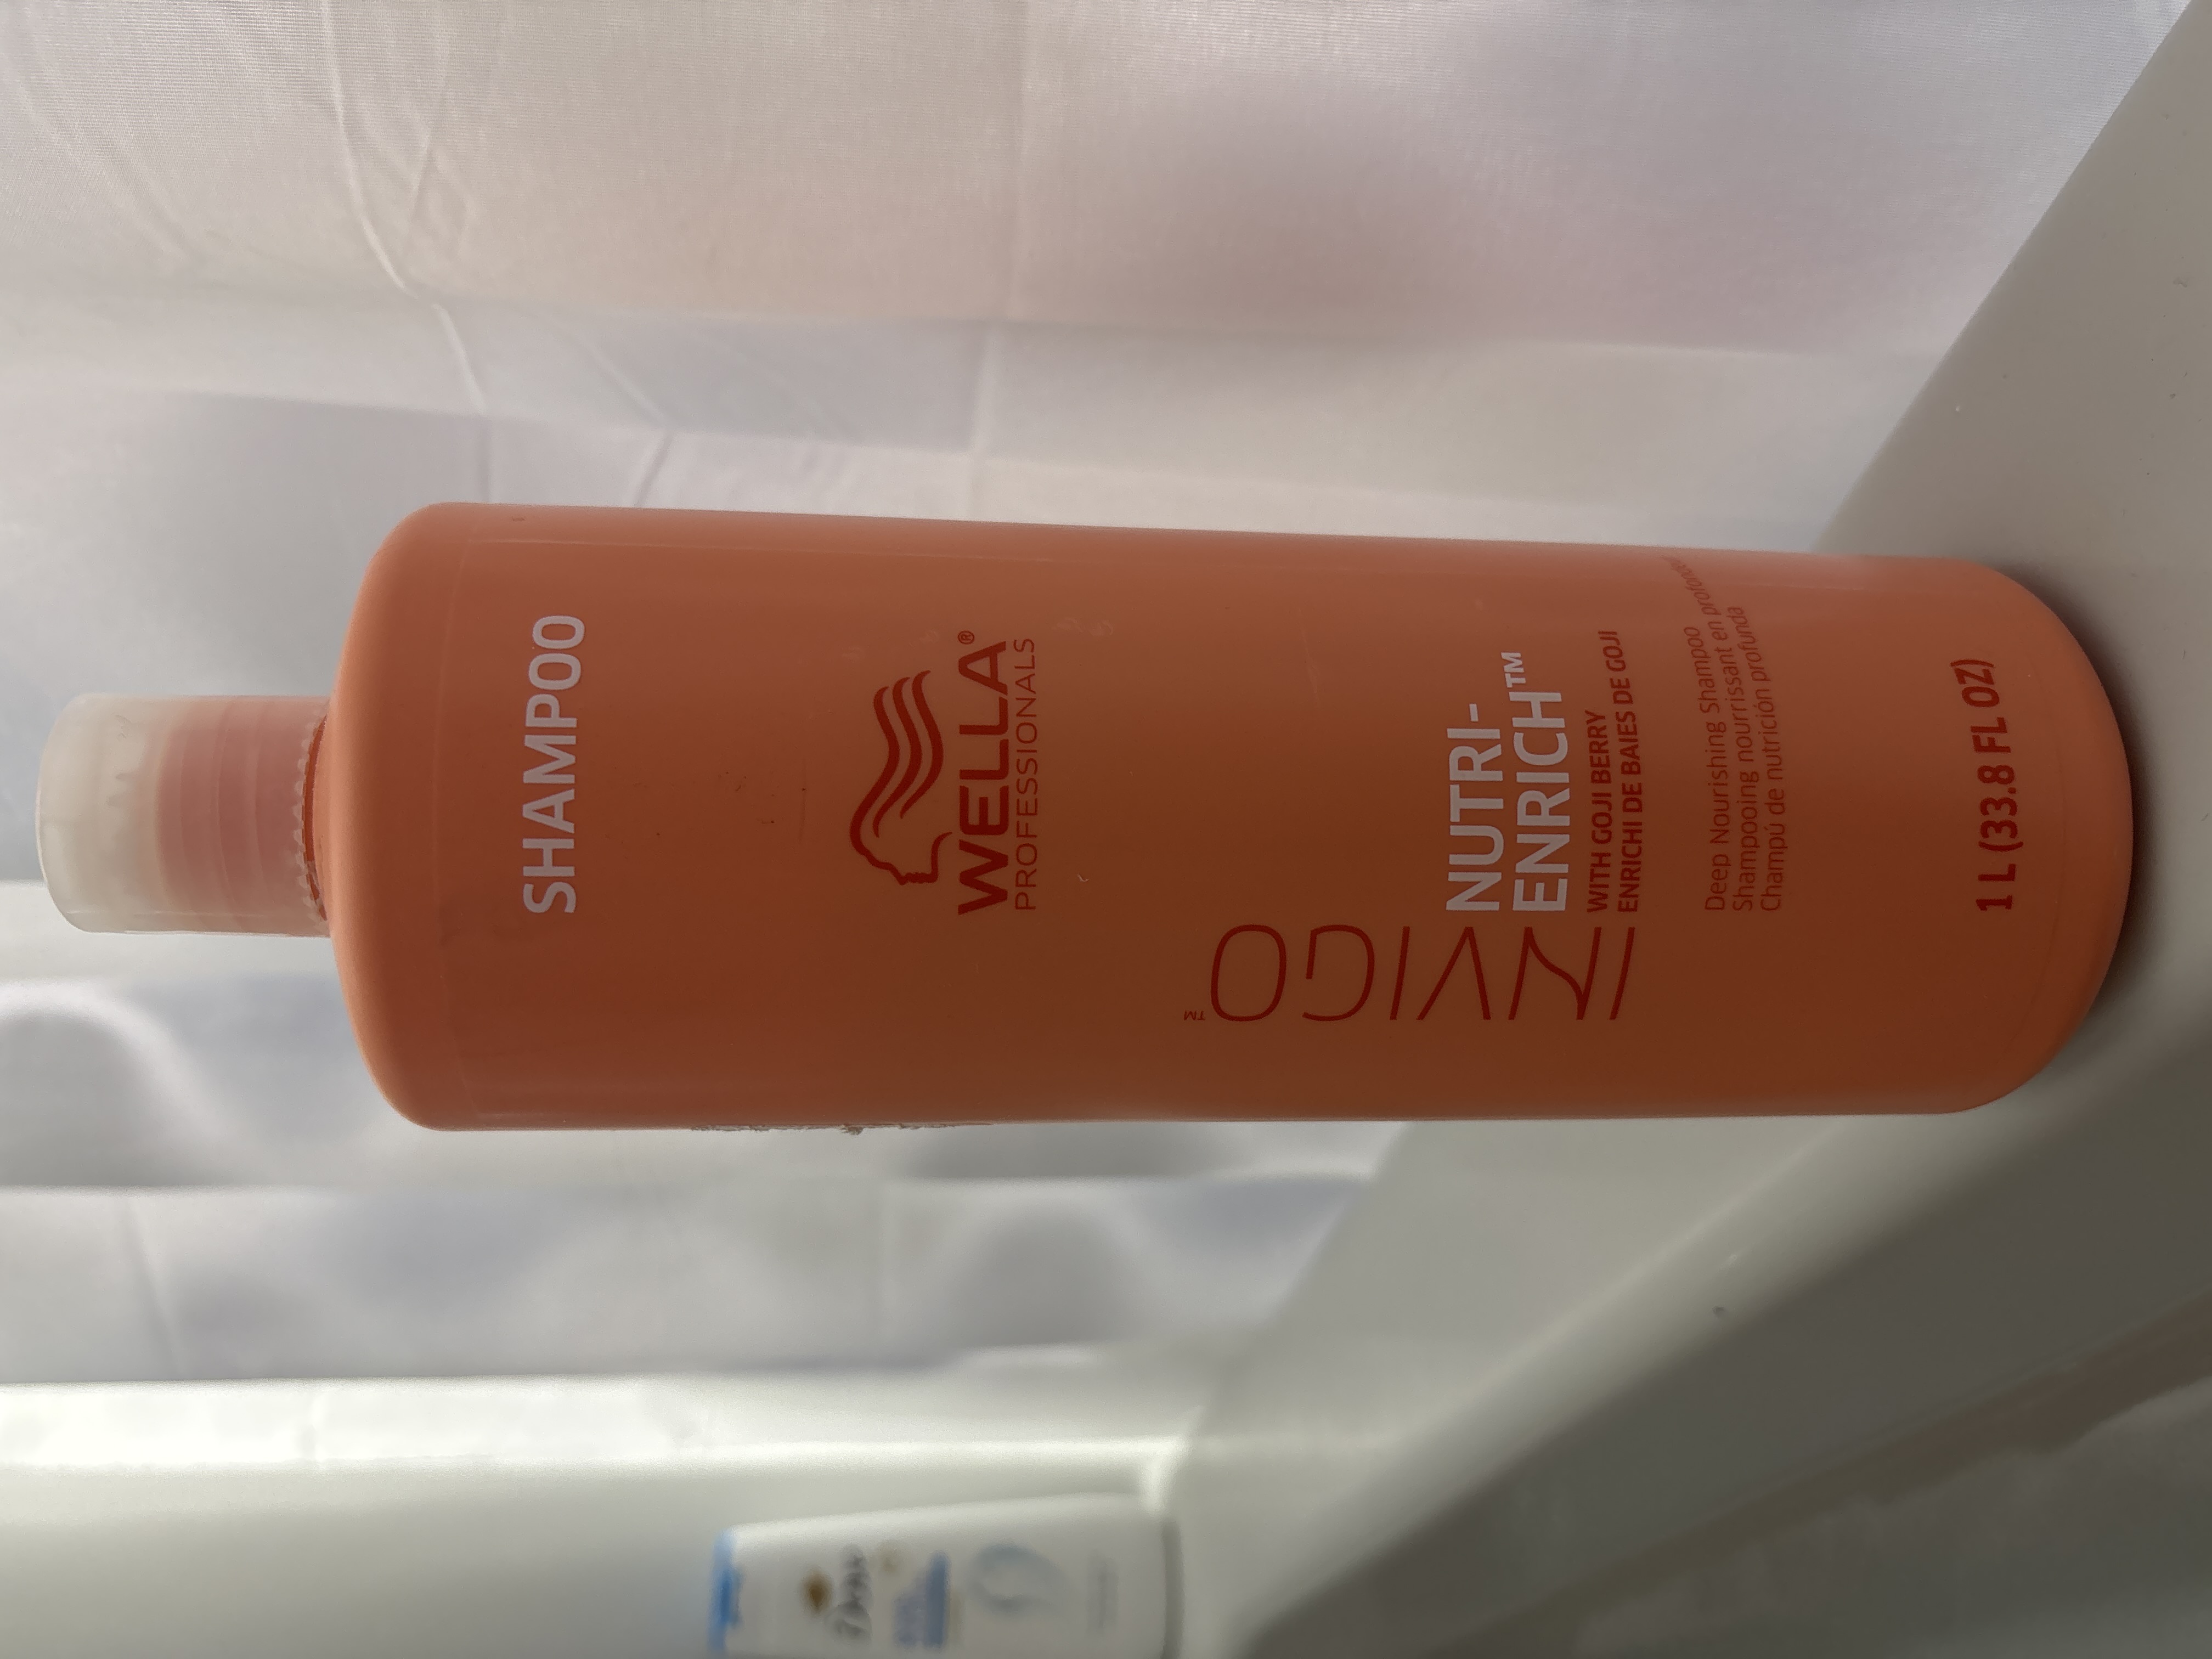 SHAMPOO
WELLA®
PROFESSIONALS
INVIGO™
NUTRI-
ENRICH™
WITH GOJI BERRY
ENRICHI DE BAIES DE GOJI
Deep Nourishing Shampoo
Shampooing nourrissant en profondeur
Champú de nutrición profunda
1 L (33.8 FL OZ)
Dove